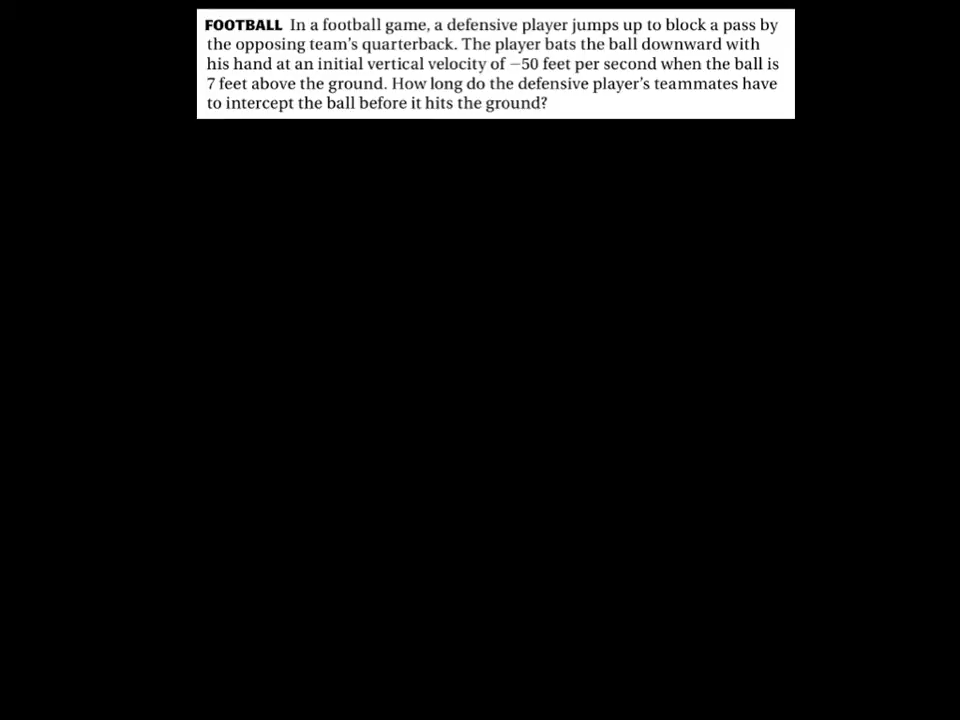 FOOTBALL In a football game, a defensive player jumps up to block a pass by
the opposing team's quarterback. The player bats the ball downward with
his hand at an initial vertical velocity of −50 feet per second when the ball is
7 feet above the ground. How long do the defensive player's teammates have
to intercept the ball before it hits the ground?